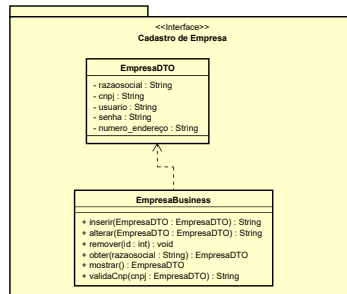 <<Interface>>
Cadastro de Empresa
EmpresaDTO
- razaosocial : String
- cnpj : String
- usuario : String
- senha : String
- numero_endereço : String
EmpresaBusiness
+ inserir(EmpresaDTO : EmpresaDTO) : String
+ alterar(EmpresaDTO : EmpresaDTO) : String
+ remover(id : int) : void
+ obter(razaosocial : String) : EmpresaDTO
+ mostrar() : EmpresaDTO
+ validaCnp(cnpj : EmpresaDTO) : String